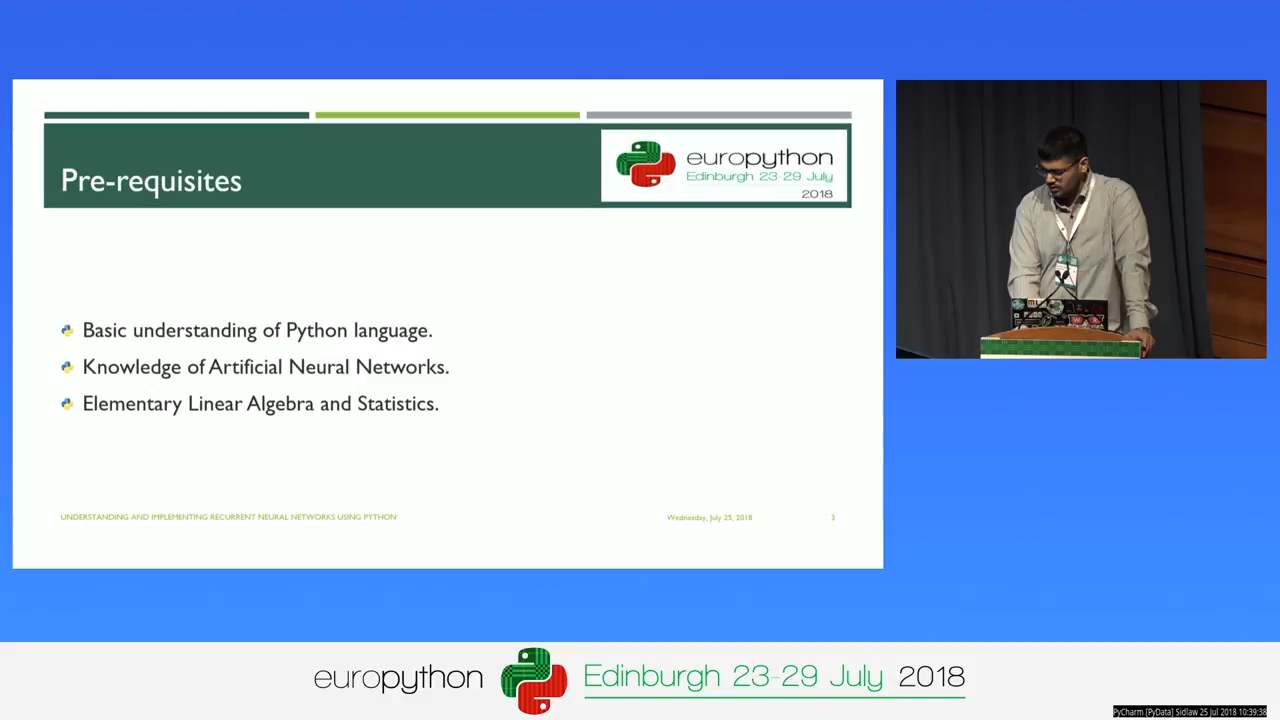 Pre-requisites
europython
Edinburgh 23-29 July
2018
Basic understanding of Python language.
Knowledge of Artificial Neural Networks.
Elementary Linear Algebra and Statistics.
UNDERSTANDING AND IMPLEMENTING RECURRENT NEURAL NETWORKS USING PYTHON
Wednesday, July 25, 2018
3
europython Edinburgh 23-29 July 2018
PyCharm [PyData] Sidlaw 25 Jul 2018 10:39:38